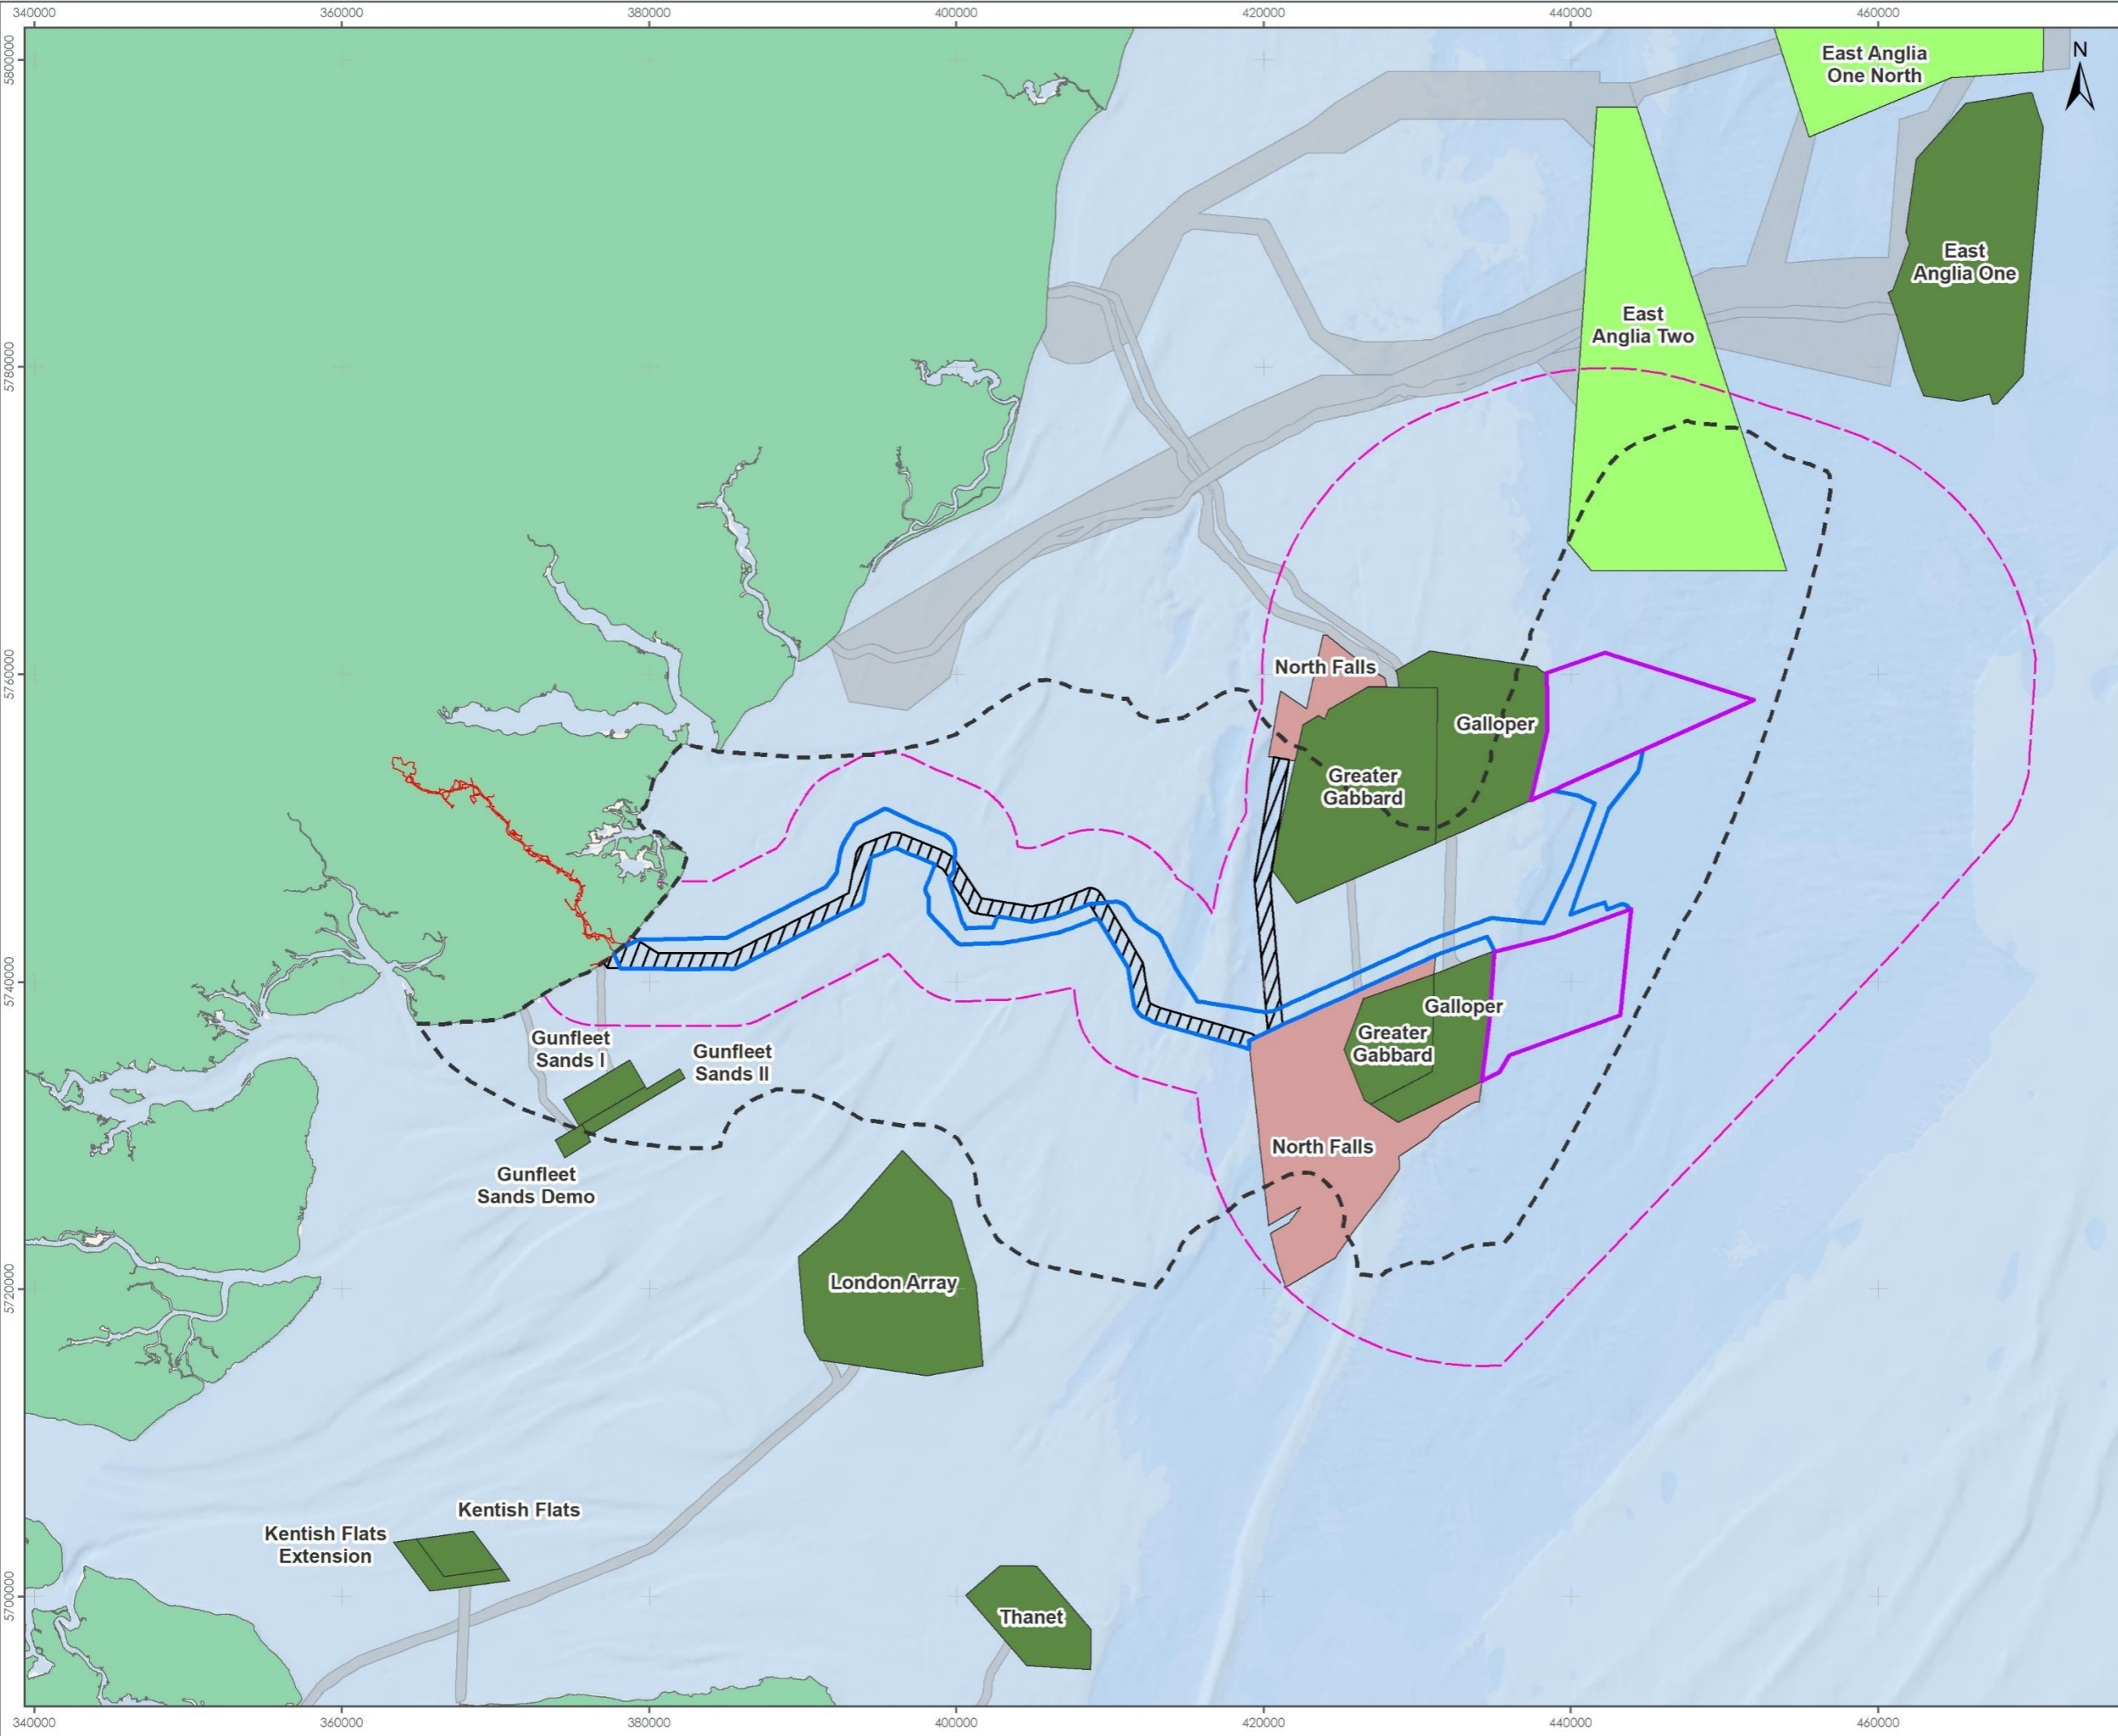 340000
360000
380000
400000
420000
440000
460000
5800000
5780000
5760000
5740000
5720000
5700000
N
East Anglia
One North
East
Anglia One
East
Anglia Two
North Falls
Galloper
Greater
Gabbard
Galloper
Greater
Gabbard
North Falls
Gunfleet
Sands I
Gunfleet
Sands II
Gunfleet
Sands Demo
London Array
Kentish Flats
Kentish Flats
Extension
Thanet
340000
360000
380000
400000
420000
440000
460000